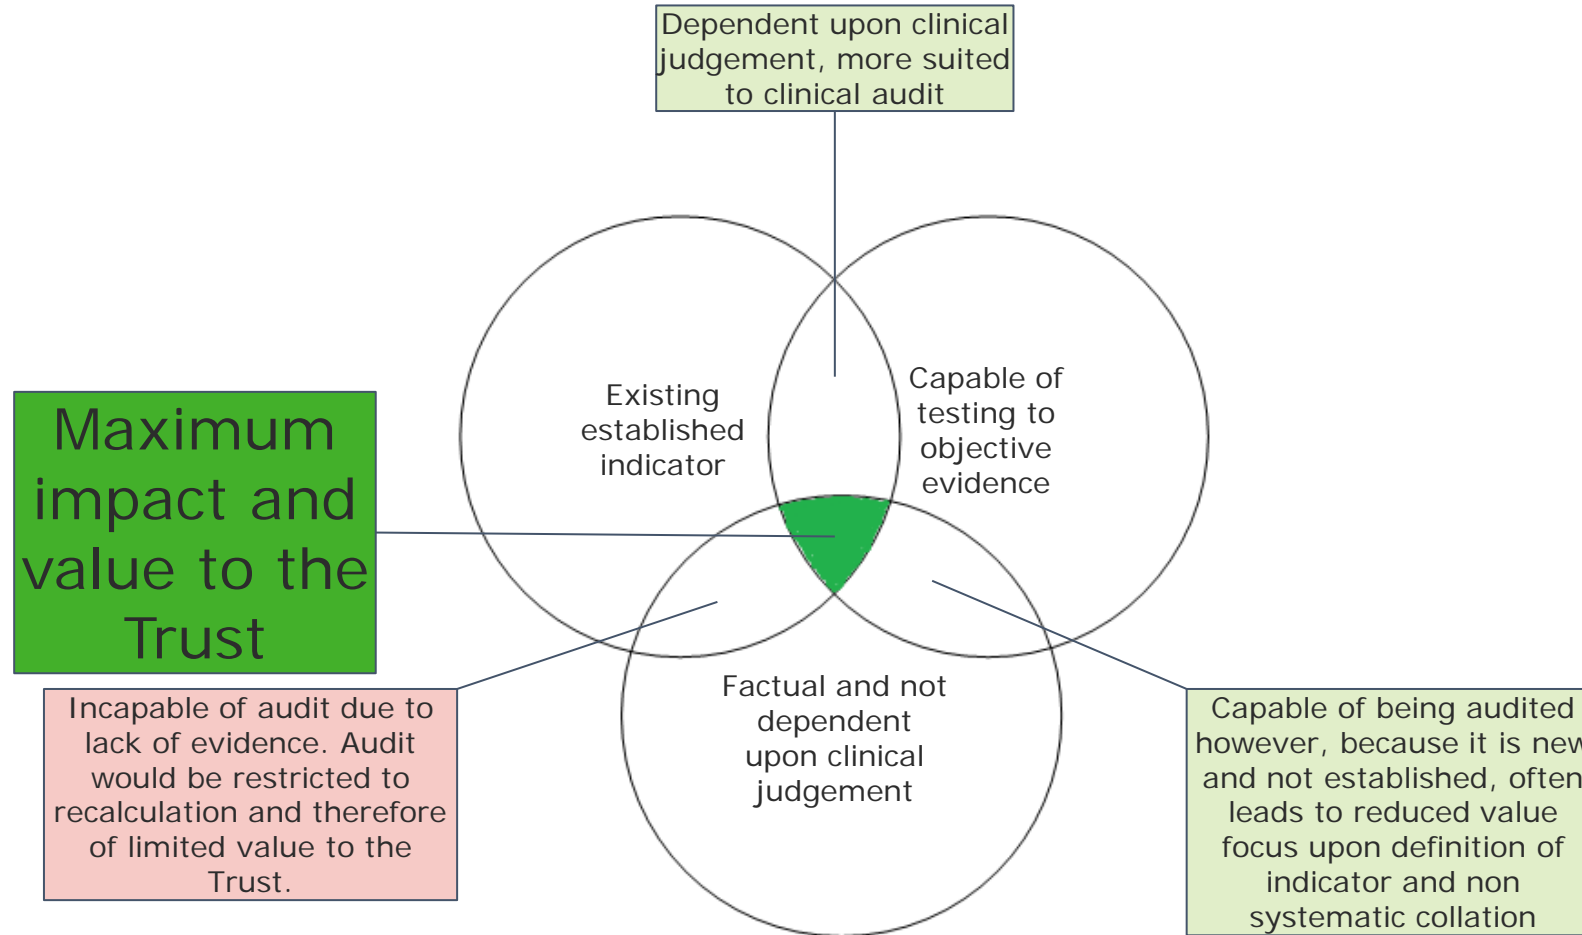 Dependent upon clinical
judgement, more suited
to clinical audit
Existing
established
indicator
Capable of
testing to
objective
evidence
Maximum
impact and
value to the
Trust
Factual and not
dependent
upon clinical
judgement
Incapable of audit due to
lack of evidence. Audit
would be restricted to
recalculation and therefore
of limited value to the
Trust.
Capable of being audited
however, because it is new
and not established, often
leads to reduced value
focus upon definition of
indicator and non
systematic collation